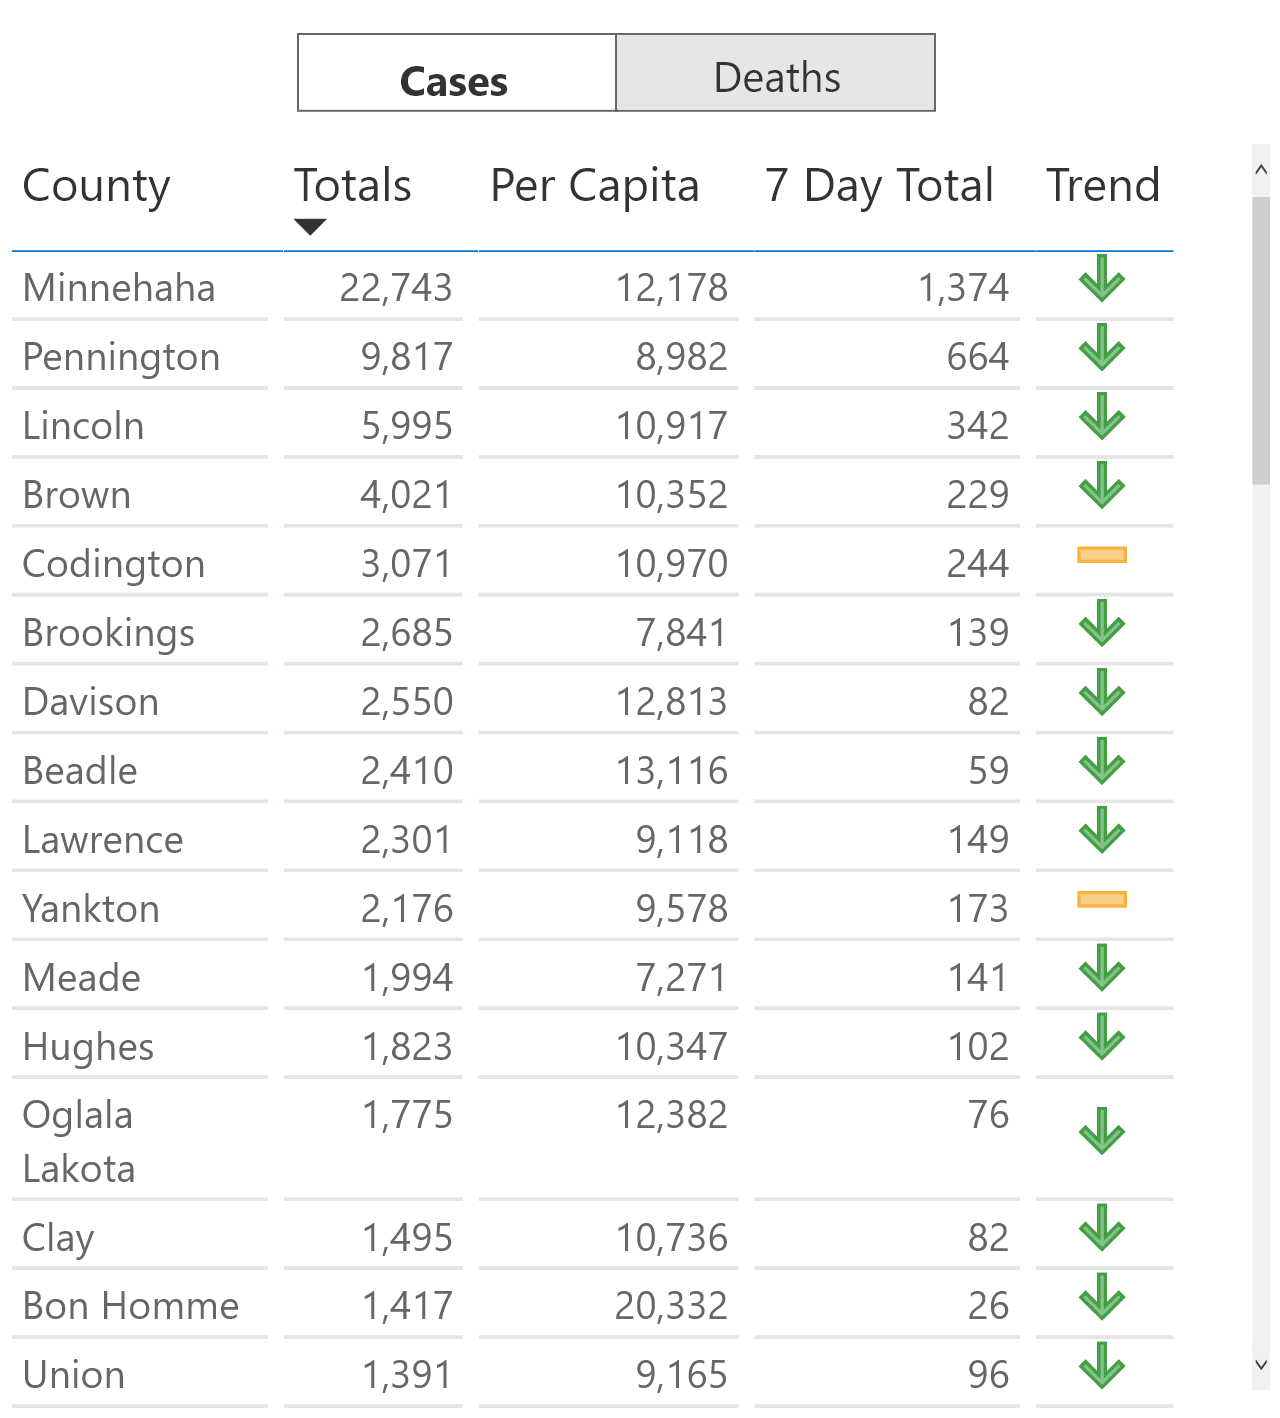 Cases Deaths
County Totals Per Capita 7 Day Total Trend
Minnehaha 22,743 12,178 1,374
Pennington 9,817 8,982 664
Lincoln 5,995 10,917 342
Brown 4,021 10,352 229
Codington 3,071 10,970 244
Brookings 2,685 7,841 139
Davison 2,550 12,813 82
Beadle 2,410 13,116 59
Lawrence 2,301 9,118 149
Yankton 2,176 9,578 173
Meade 1,994 7,271 141
Hughes 1,823 10,347 102
Oglala 1,775 12,382 76
Lakota
Clay 1,495 10,736 82
Bon Homme 1,417 20,332 26
Union 1,391 9,165 96